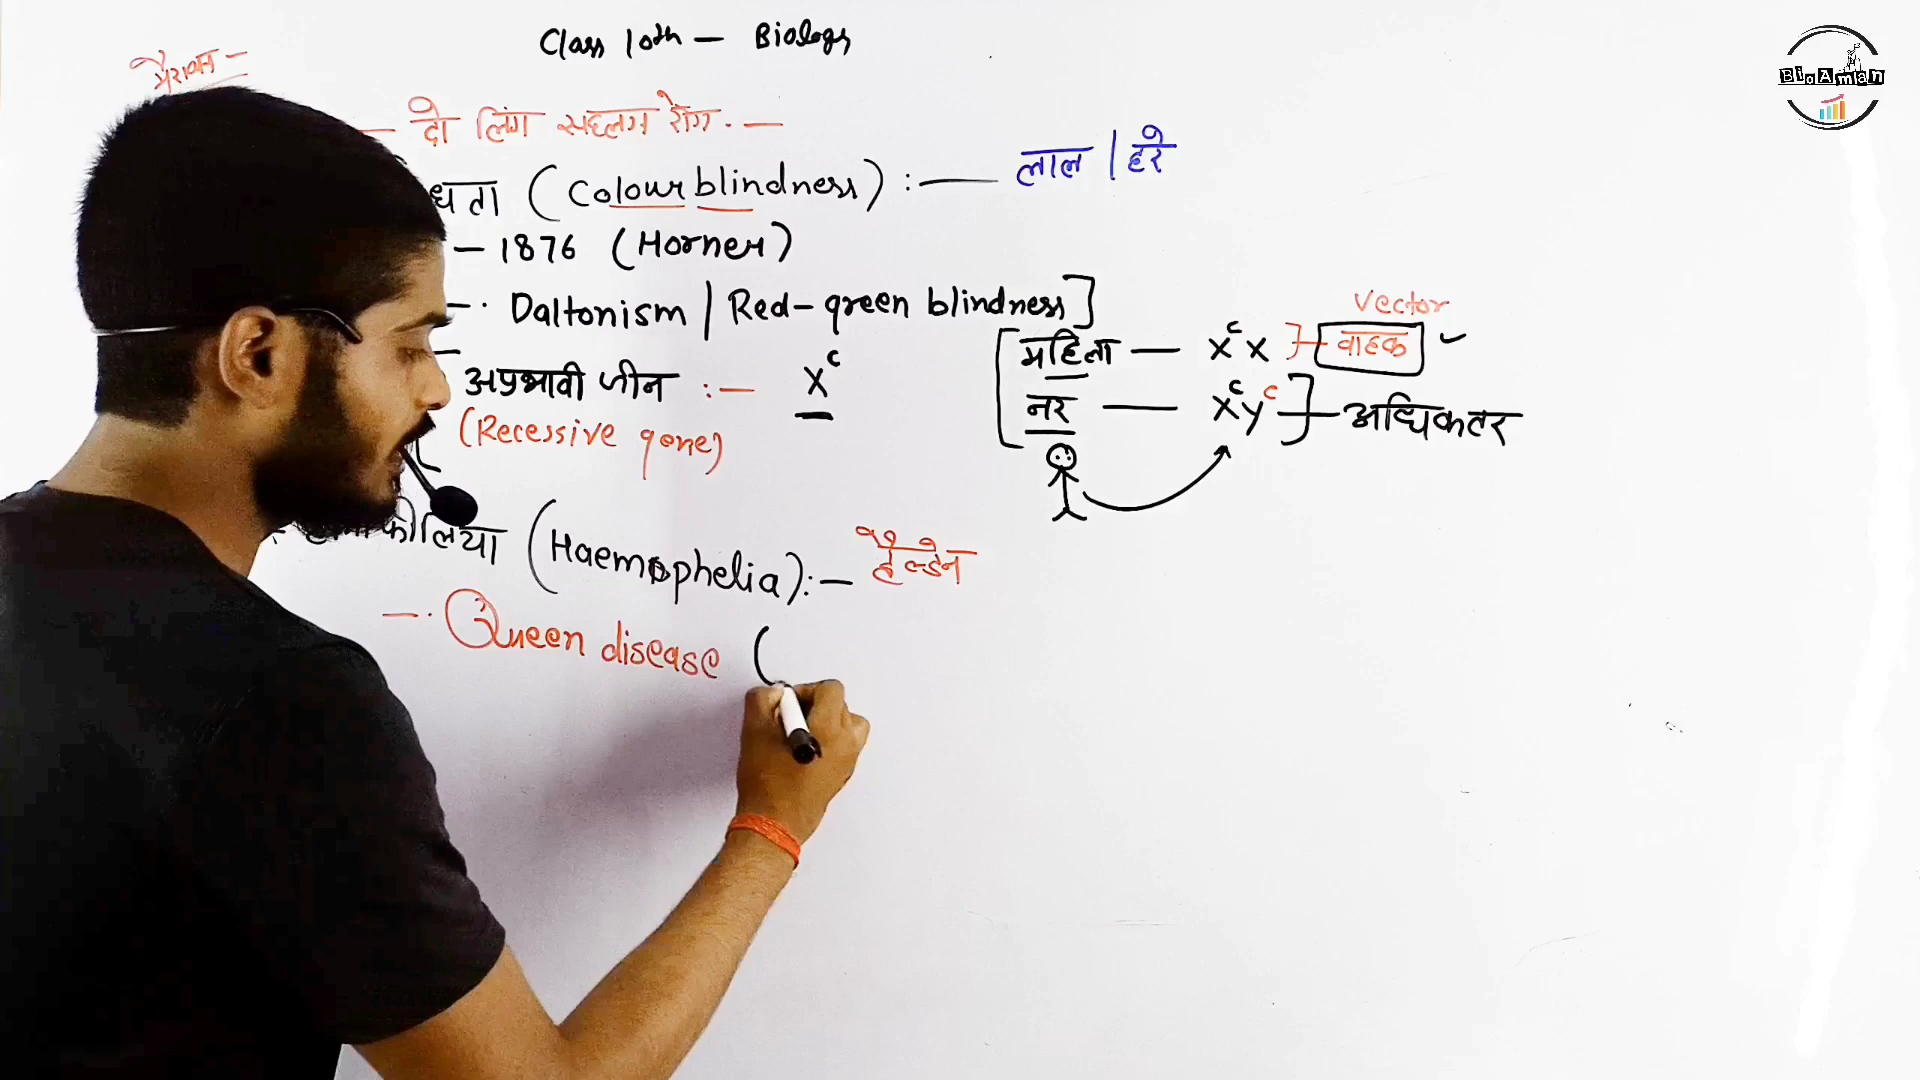 Class 10th — Biology
BioAman
— दो लिंग सहलग्न रोग. —
धता (Colour blindness) : — लाल | हरे
— 1876 (Horner)
—. Daltonism | Red-green blindness]
vector
महिला — XᶜX ]— वाहक ✓
अप्रभावी जीन :— Xᶜ
नर — Xᶜyᶜ ]— अधिकतर
(Recessive gene)
फीलिया (Haemophelia):— हैल्डेन
—. Queen disease (